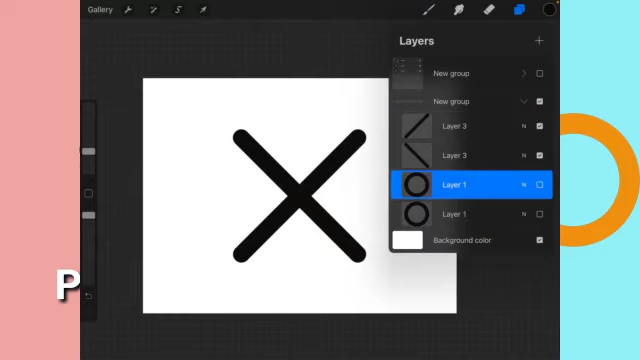 Gallery
Layers
New group
New group
Layer 3 N
Layer 3 N
Layer 1 N
Layer 1 N
Background color
P